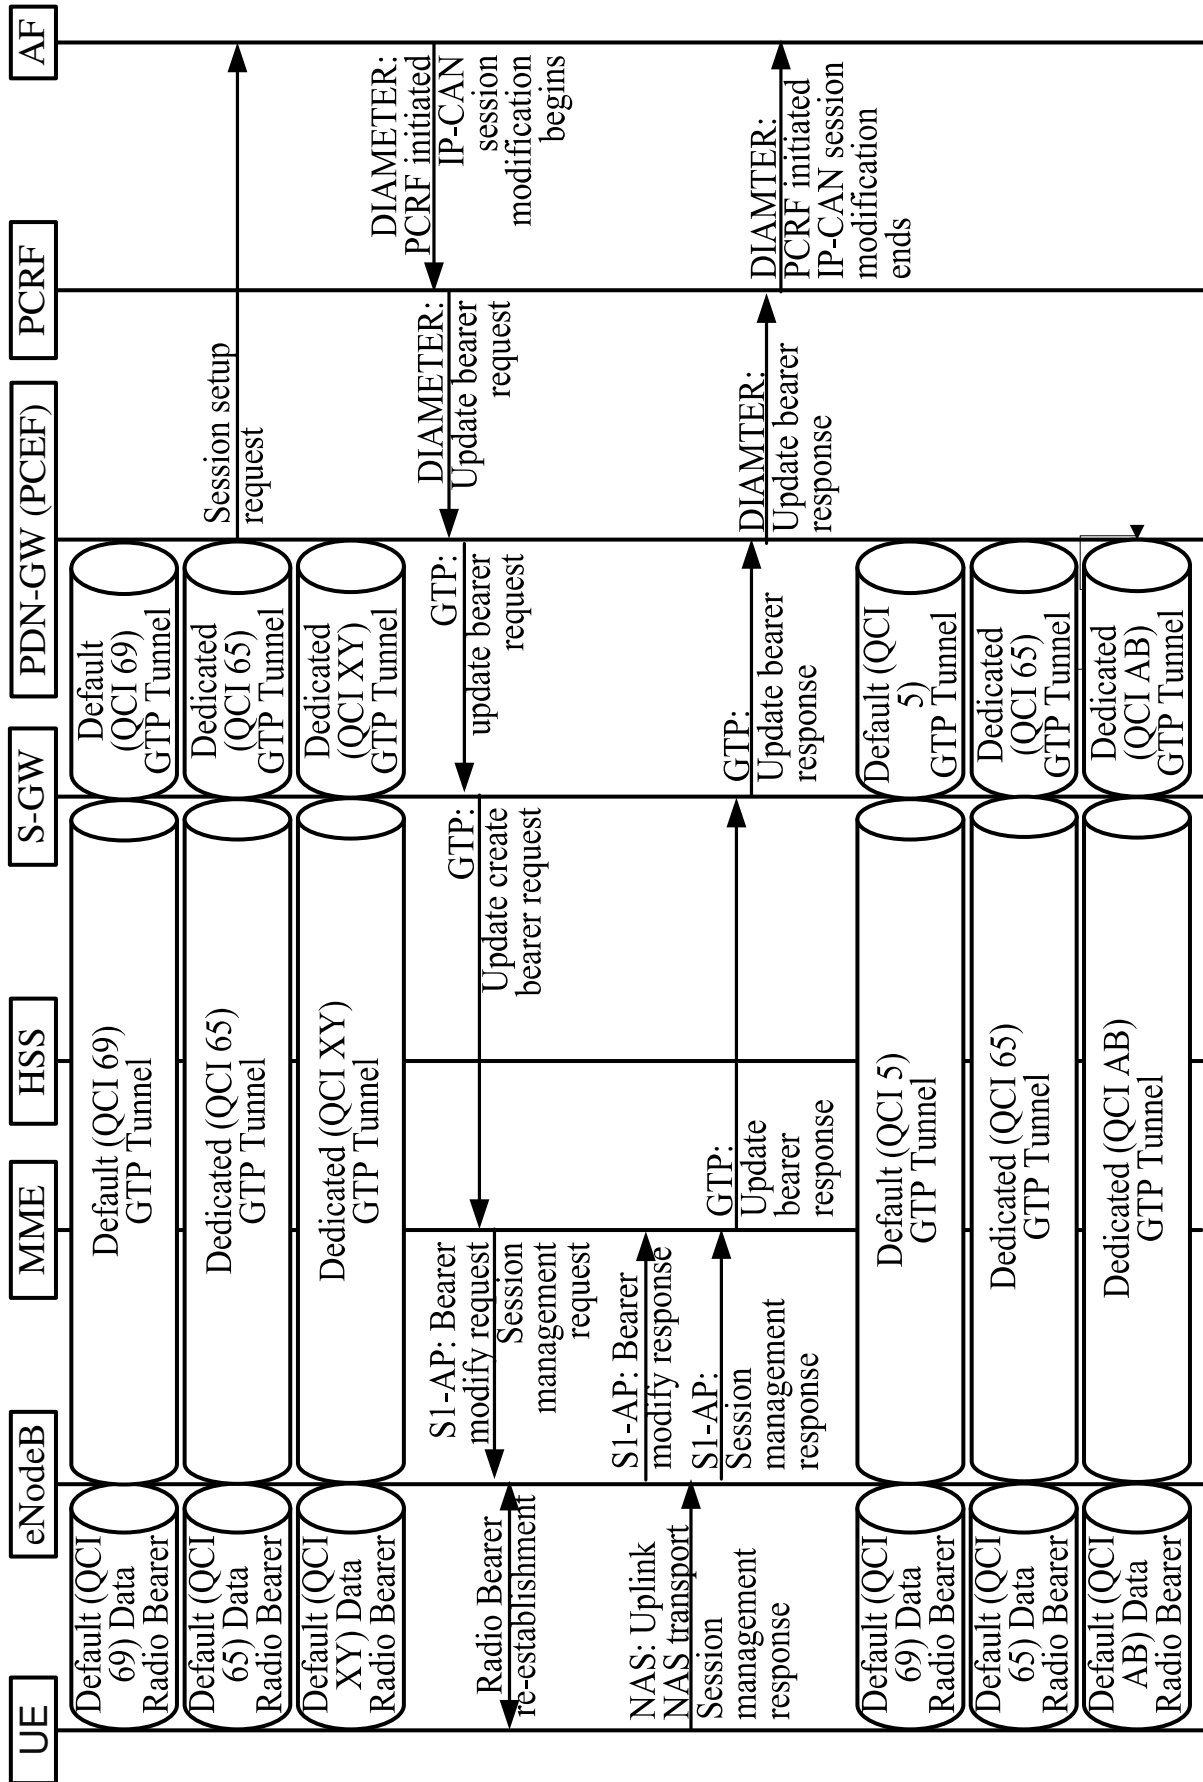 UE
eNodeB
MME
HSS
S-GW
PDN-GW (PCEF)
PCRF
AF
Default (QCI
69) Data
Radio Bearer
Default (QCI 69)
GTP Tunnel
Default
(QCI 69)
GTP Tunnel
Default (QCI
65) Data
Radio Bearer
Dedicated (QCI 65)
GTP Tunnel
Dedicated
(QCI 65)
GTP Tunnel
Session setup
request
Default (QCI
XY) Data
Radio Bearer
Dedicated (QCI XY)
GTP Tunnel
Dedicated
(QCI XY)
GTP Tunnel
DIAMETER:
PCRF initiated
IP-CAN
session
modification
begins
DIAMETER:
Update bearer
request
GTP:
update bearer
request
GTP:
Update create
bearer request
S1-AP: Bearer
modify request
Session
management
request
Radio Bearer
re-establishment
S1-AP: Bearer
modify response
NAS: Uplink
NAS transport
Session
management
response
S1-AP:
Session
management
response
GTP:
Update
bearer
response
GTP:
Update bearer
response
DIAMTER:
Update bearer
response
DIAMTER:
PCRF initiated
IP-CAN session
modification
ends
Default (QCI
69) Data
Radio Bearer
Default (QCI 5)
GTP Tunnel
Default (QCI
5)
GTP Tunnel
Default (QCI
65) Data
Radio Bearer
Dedicated (QCI 65)
GTP Tunnel
Dedicated
(QCI 65)
GTP Tunnel
Default (QCI
AB) Data
Radio Bearer
Dedicated (QCI AB)
GTP Tunnel
Dedicated
(QCI AB)
GTP Tunnel